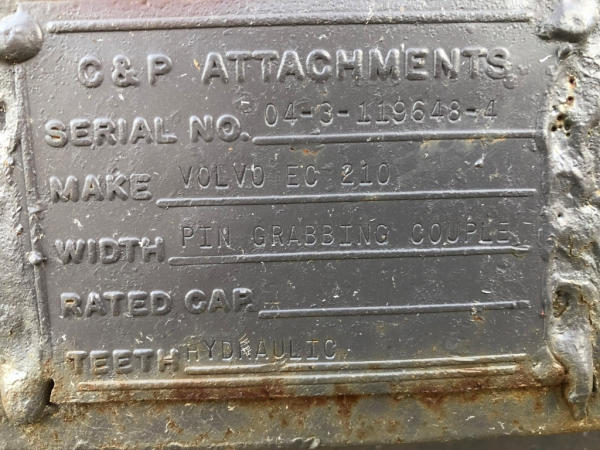 C&P ATTACHMENTS
SERIAL NO. 04-3-119648-4
MAKE VOLVO EC 210
WIDTH PIN GRABBING COUPLE
RATED CAP.
TEETH HYDRAULIC